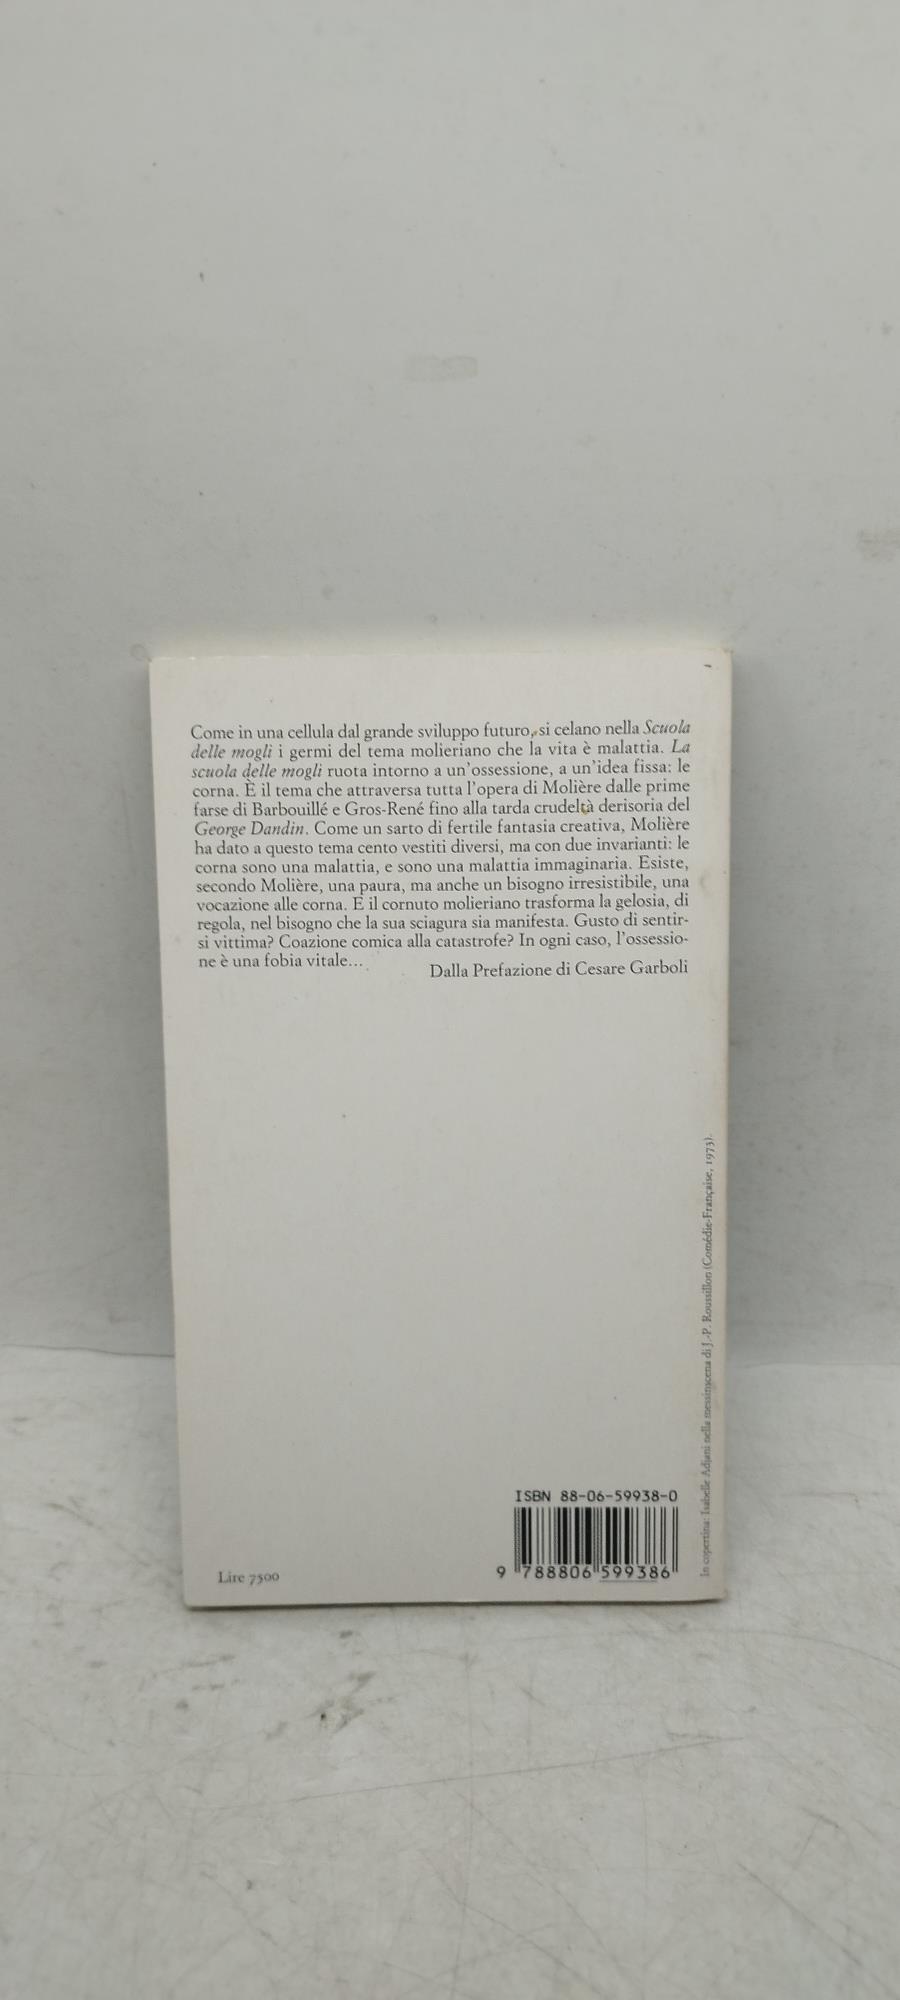 Come in una cellula dal grande sviluppo futuro, si celano nella Scuola
delle mogli i germi del tema molieriano che la vita è malattia. La
scuola delle mogli ruota intorno a un'ossessione, a un'idea fissa: le
corna. È il tema che attraversa tutta l'opera di Molière dalle prime
farse di Barbouillé e Gros-René fino alla tarda crudeltà derisoria del
George Dandin. Come un sarto di fertile fantasia creativa, Molière
ha dato a questo tema cento vestiti diversi, ma con due invarianti: le
corna sono una malattia, e sono una malattia immaginaria. Esiste,
secondo Molière, una paura, ma anche un bisogno irresistibile, una
vocazione alle corna. E il cornuto molieriano trasforma la gelosia, di
regola, nel bisogno che la sua sciagura sia manifesta. Gusto di sentir-
si vittima? Coazione comica alla catastrofe? In ogni caso, l'ossessio-
ne è una fobia vitale...
Dalla Prefazione di Cesare Garboli
In copertina: Isabelle Adjani nella messinscena di J.-P. Roussillon (Comédie-Française, 1973).
ISBN 88-06-59938-0
9 788806 599386
Lire 7500